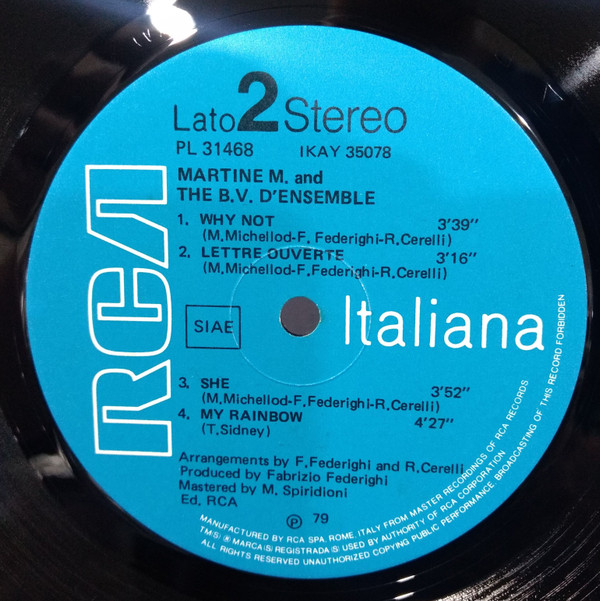 Lato 2 Stereo
PL 31468 IKAY 35078
MARTINE M. and
THE B.V. D'ENSEMBLE
1. WHY NOT 3'39"
(M.Michellod-F. Federighi-R.Cerelli)
2. LETTRE OUVERTE 3'16"
(M.Michellod-F.Federighi-R.Cerelli)
RCA
SIAE
Italiana
3. SHE 3'52"
(M.Michellod-F.Federighi-R.Cerelli)
4. MY RAINBOW 4'27"
(T.Sidney)
Arrangements by F.Federighi and R.Cerelli
Produced by Fabrizio Federighi
Mastered by M. Spiridioni
Ed. RCA
℗ 79
MANUFACTURED BY RCA SPA, ROME, ITALY FROM MASTER RECORDINGS OF RCA RECORDS
TM(S) ® MARCA(S) REGISTRADA(S) USED BY AUTHORITY OF RCA CORPORATION
ALL RIGHTS RESERVED UNAUTHORIZED COPYING PUBLIC PERFORMANCE BROADCASTING OF THIS RECORD FORBIDDEN